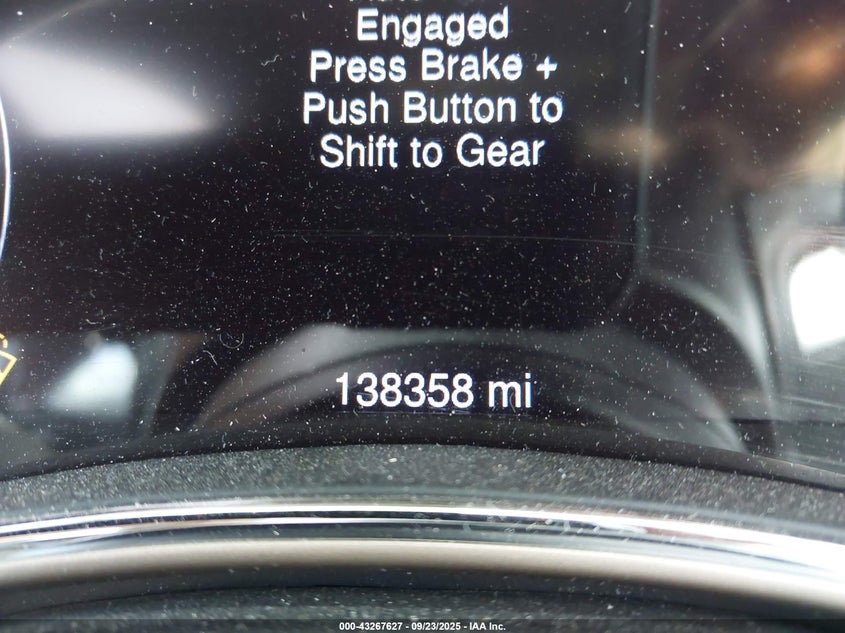 Engaged
Press Brake +
Push Button to
Shift to Gear
138358 mi
000-43267627 - 09/23/2025 - IAA Inc.